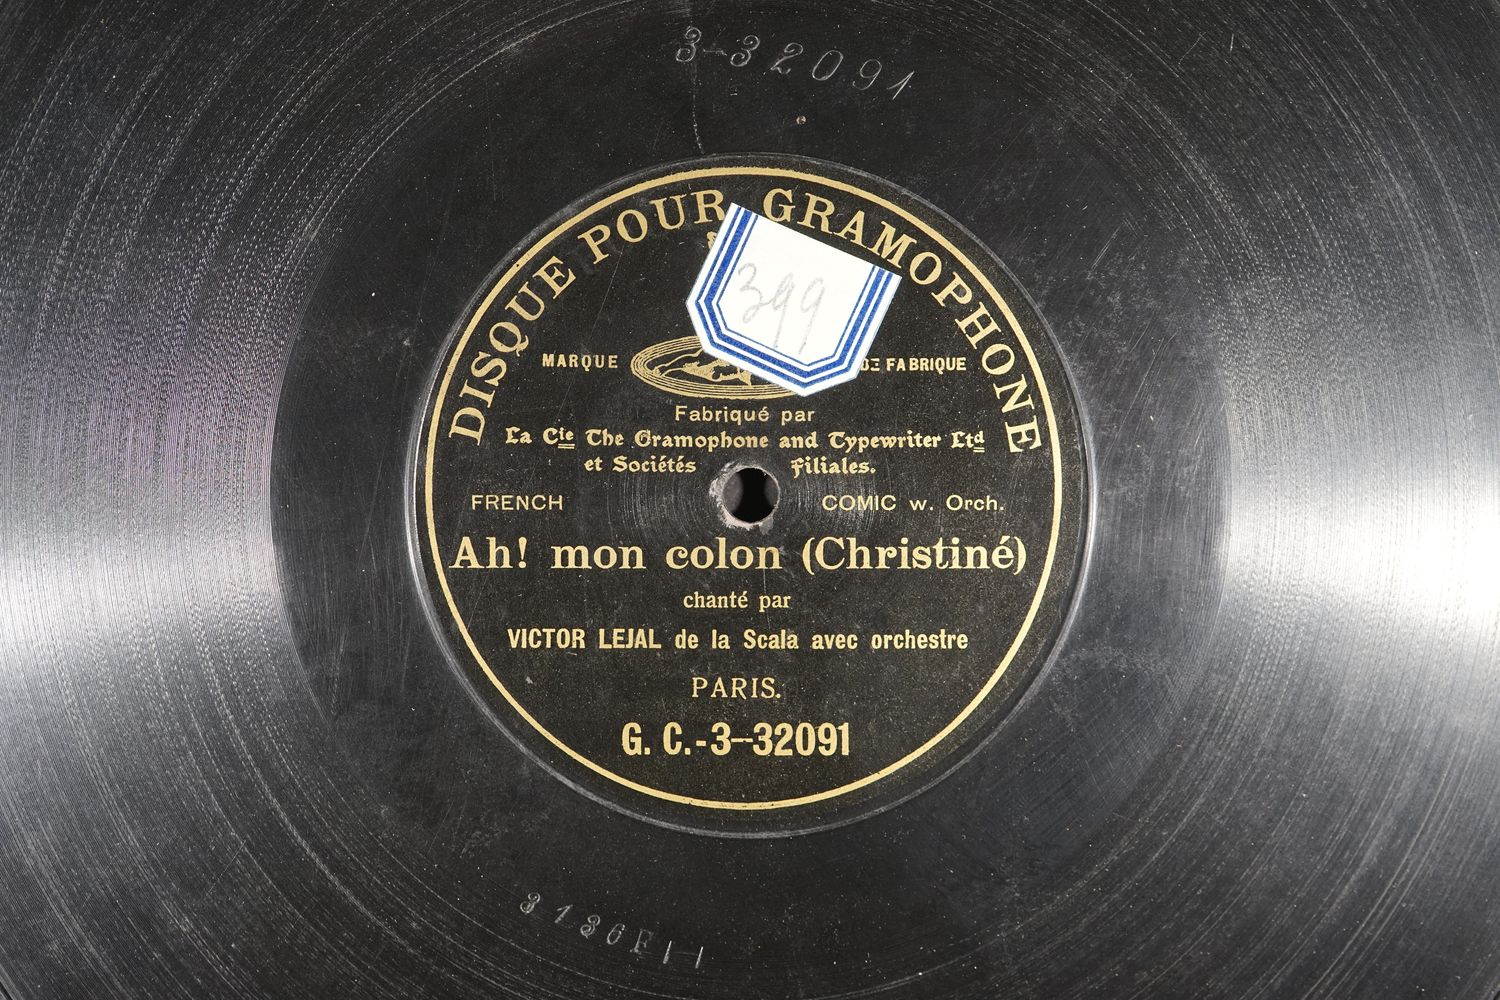 3-32091
DISQUE POUR GRAMOPHONE
399
MARQUE DE FABRIQUE
Fabriqué par
La Cie The Gramophone and Typewriter Ltd
et Sociétés Filiales.
FRENCH COMIC w. Orch.
Ah! mon colon (Christiné)
chanté par
VICTOR LEJAL de la Scala avec orchestre
PARIS.
G. C.-3-32091